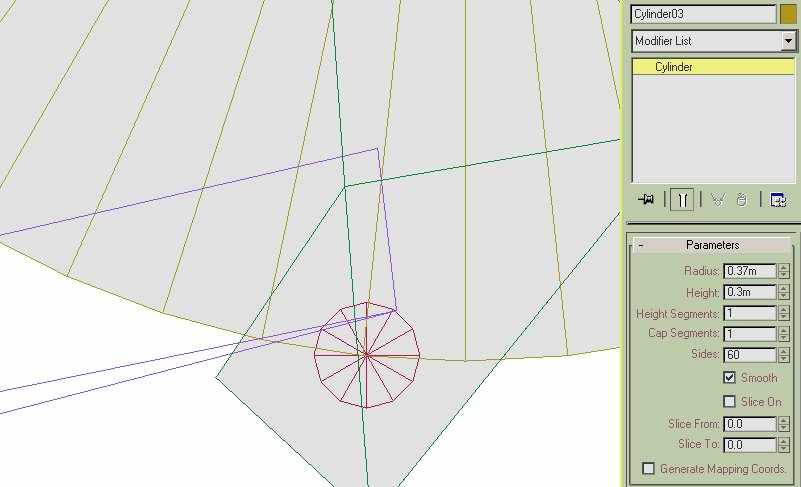 Cylinder03
Modifier List
Cylinder
- Parameters
Radius: 0.37m
Height: 0.3m
Height Segments: 1
Cap Segments: 1
Sides: 60
Smooth
Slice On
Slice From: 0.0
Slice To: 0.0
Generate Mapping Coords.